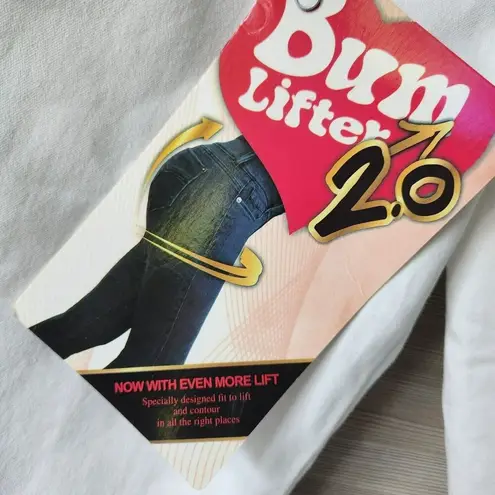 Bum
Lifter
2.0
NOW WITH EVEN MORE LIFT
Specially designed fit to lift
and contour
in all the right places